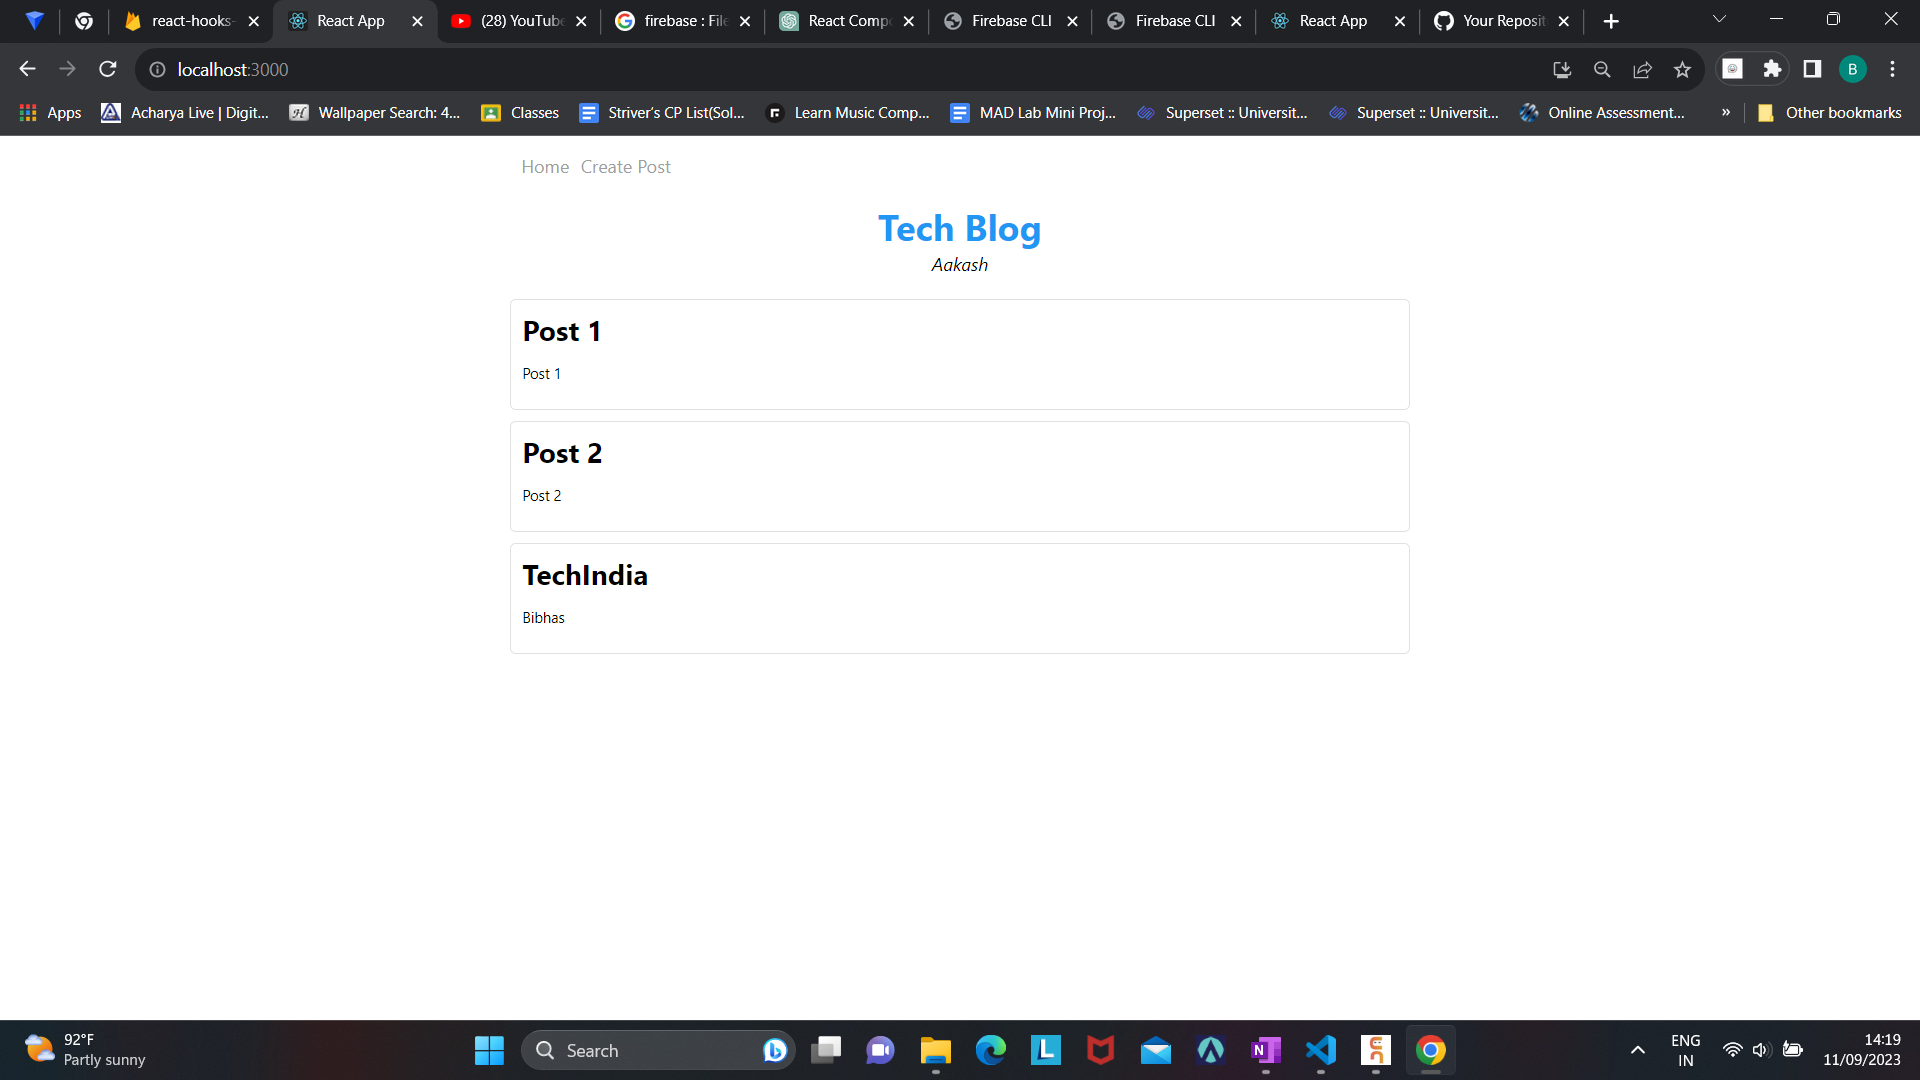 react-hooks-
React App
(28) YouTube
firebase : File
React Comp
Firebase CLI
Firebase CLI
React App
Your Reposit
localhost:3000
B
Apps
Acharya Live | Digit...
Wallpaper Search: 4...
Classes
Striver's CP List(Sol...
Learn Music Comp...
MAD Lab Mini Proj...
Superset :: Universit...
Superset :: Universit...
Online Assessment...
»
Other bookmarks
Home Create Post
Tech Blog
Aakash
Post 1
Post 1
Post 2
Post 2
TechIndia
Bibhas
92°F
Partly sunny
Search
ENG
IN
14:19
11/09/2023